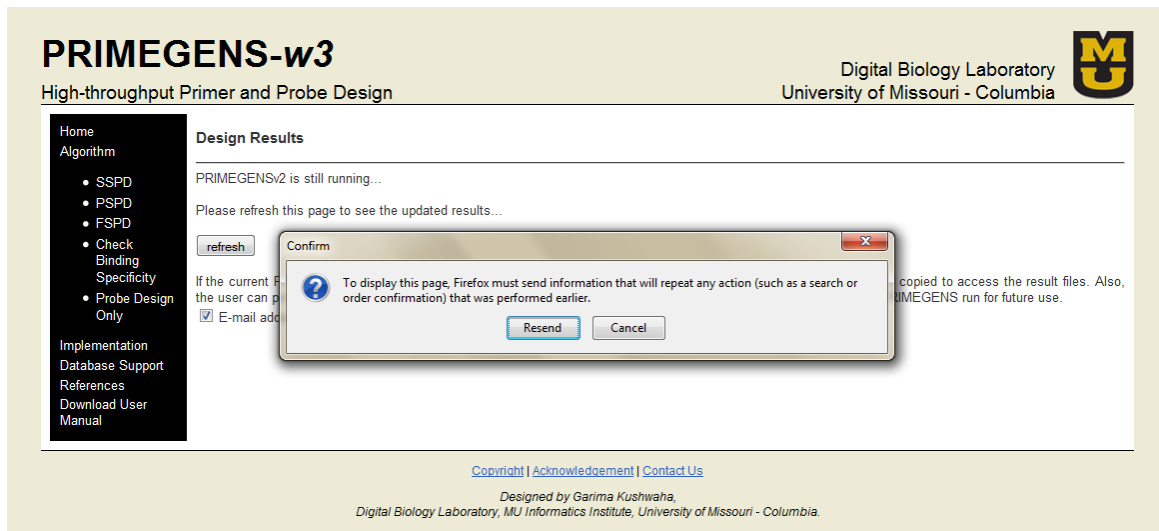 PRIMEGENS-w3
High-throughput Primer and Probe Design
Digital Biology Laboratory
University of Missouri - Columbia
MU
Home
Algorithm
SSPD
PSPD
FSPD
Check
Binding
Specificity
Probe Design
Only
Implementation
Database Support
References
Download User
Manual
Design Results
PRIMEGENSv2 is still running...
Please refresh this page to see the updated results...
refresh
If the current
copied to access the result files. Also,
the user can
run for future use.
E-mail
Confirm
x
To display this page, Firefox must send information that will repeat any action (such as a search or
order confirmation) that was performed earlier.
Resend
Cancel
Copyright | Acknowledgement | Contact Us
Designed by Garima Kushwaha,
Digital Biology Laboratory, MU Informatics Institute, University of Missouri - Columbia.